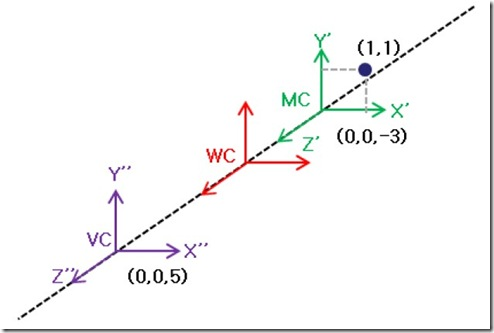 Y′
(1,1)
MC
X′
Z′
(0,0,-3)
WC
Y″
VC
X″
Z″
(0,0,5)